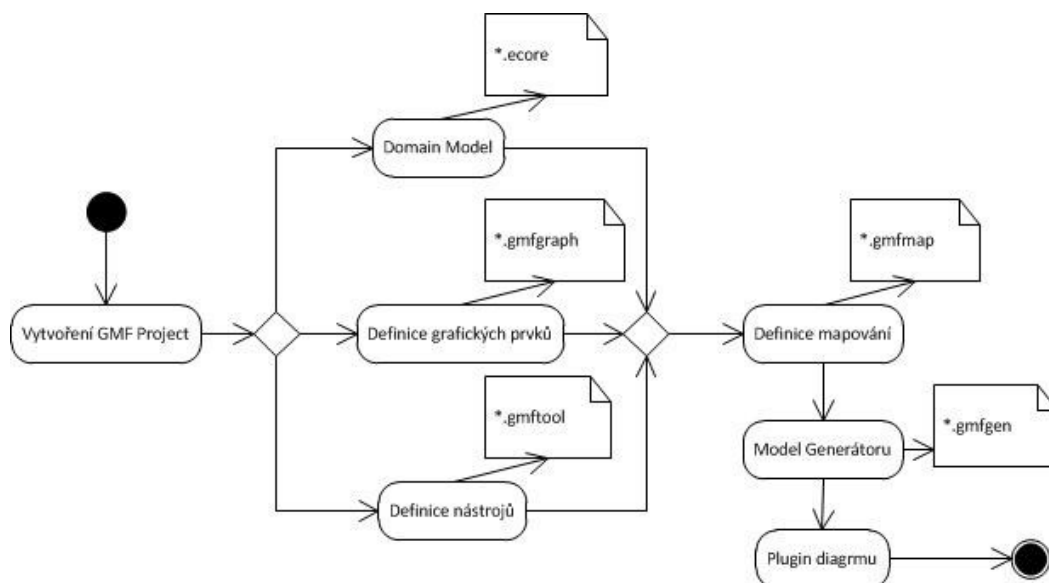 *.ecore
Domain Model
*.gmfgraph
*.gmfmap
Vytvoření GMF Project
Definice grafických prvků
Definice mapování
*.gmftool
*.gmfgen
Model Generátoru
Definice nástrojů
Plugin diagrmu